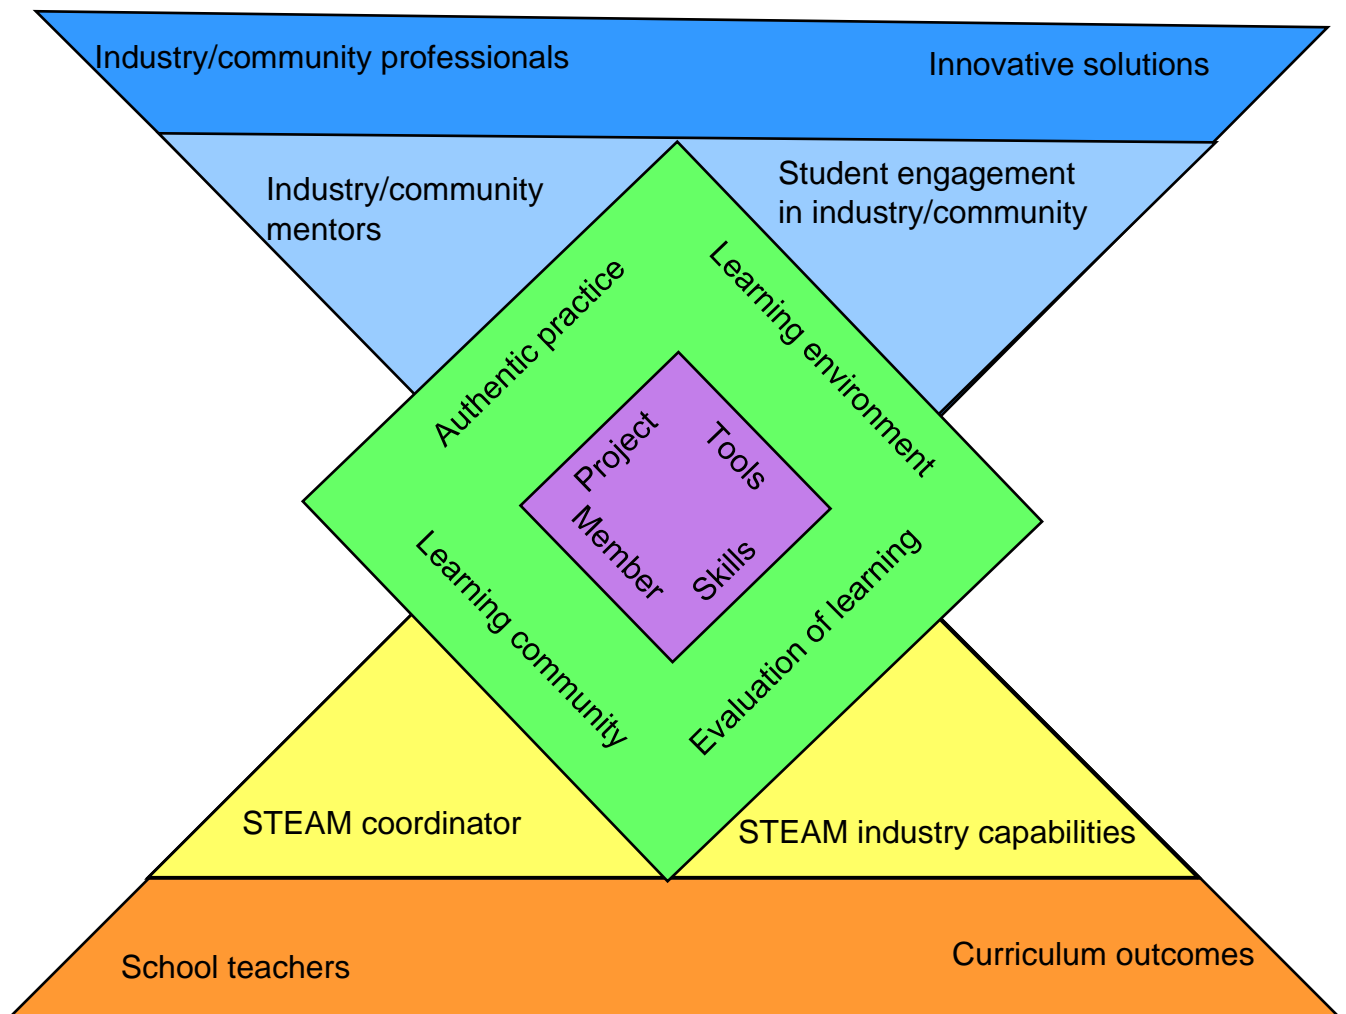 Industry/community professionals
Innovative solutions
Industry/community
mentors
Student engagement
in industry/community
Authentic practice
Learning environment
Project
Tools
Member
Skills
Learning community
Evaluation of learning
STEAM coordinator
STEAM industry capabilities
School teachers
Curriculum outcomes